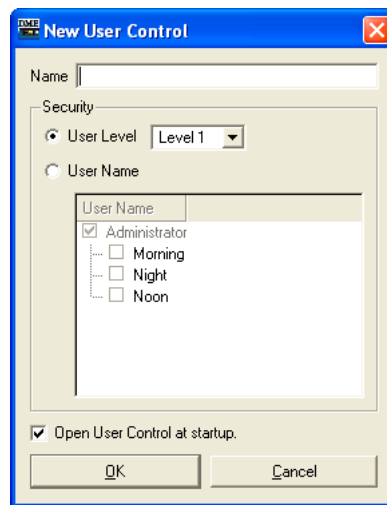 DME New User Control
Name
Security
User Level Level 1
User Name
User Name
Administrator
Morning
Night
Noon
Open User Control at startup.
OK Cancel